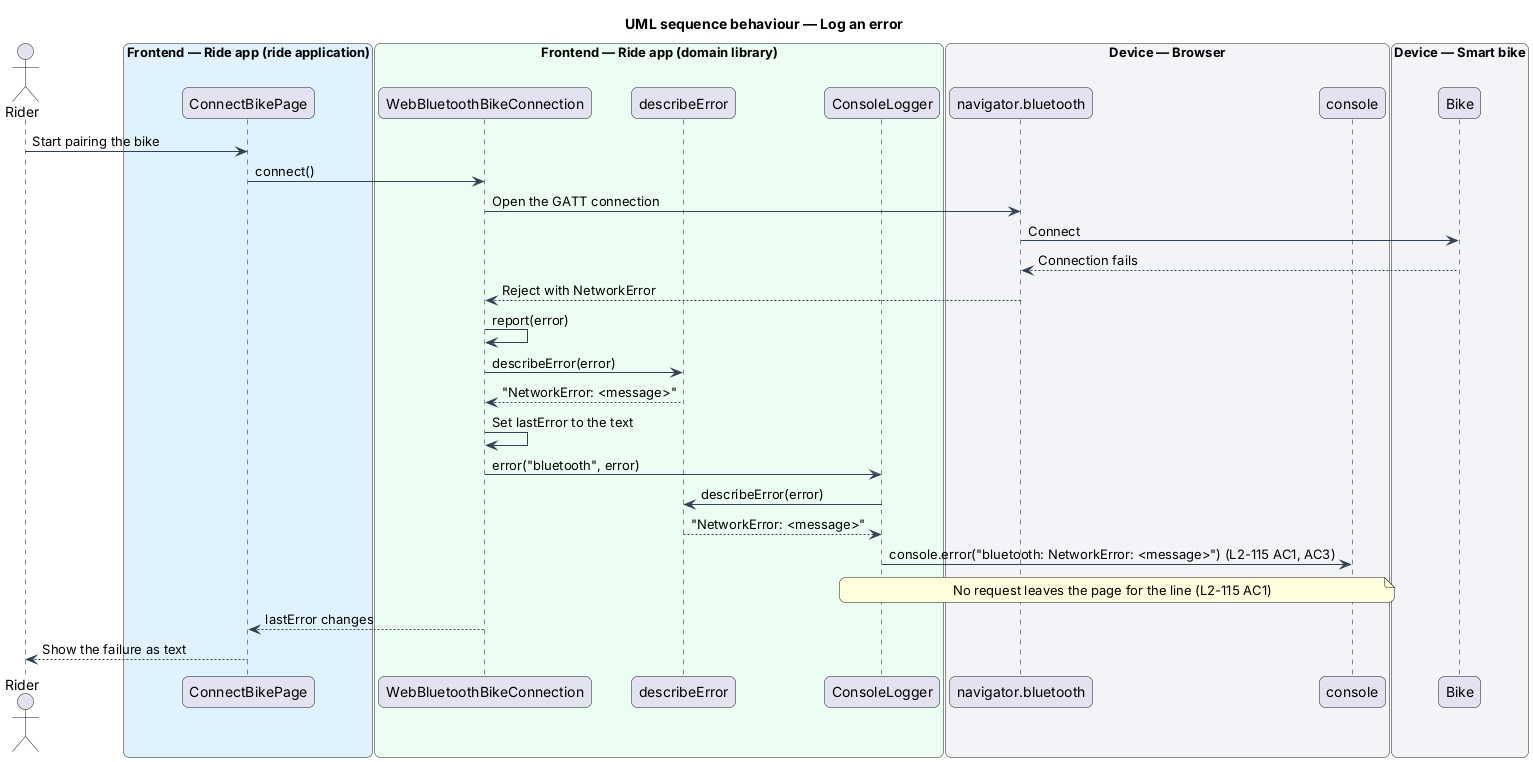 UML sequence behaviour — Log an error
Frontend — Ride app (ride application)
Frontend — Ride app (domain library)
Device — Browser
Device — Smart bike
Rider
ConnectBikePage
WebBluetoothBikeConnection
describeError
ConsoleLogger
navigator.bluetooth
console
Bike
Start pairing the bike
connect()
Open the GATT connection
Connect
Connection fails
Reject with NetworkError
report(error)
describeError(error)
"NetworkError: <message>"
Set lastError to the text
error("bluetooth", error)
describeError(error)
"NetworkError: <message>"
console.error("bluetooth: NetworkError: <message>") (L2-115 AC1, AC3)
No request leaves the page for the line (L2-115 AC1)
lastError changes
Show the failure as text
Rider
ConnectBikePage
WebBluetoothBikeConnection
describeError
ConsoleLogger
navigator.bluetooth
console
Bike